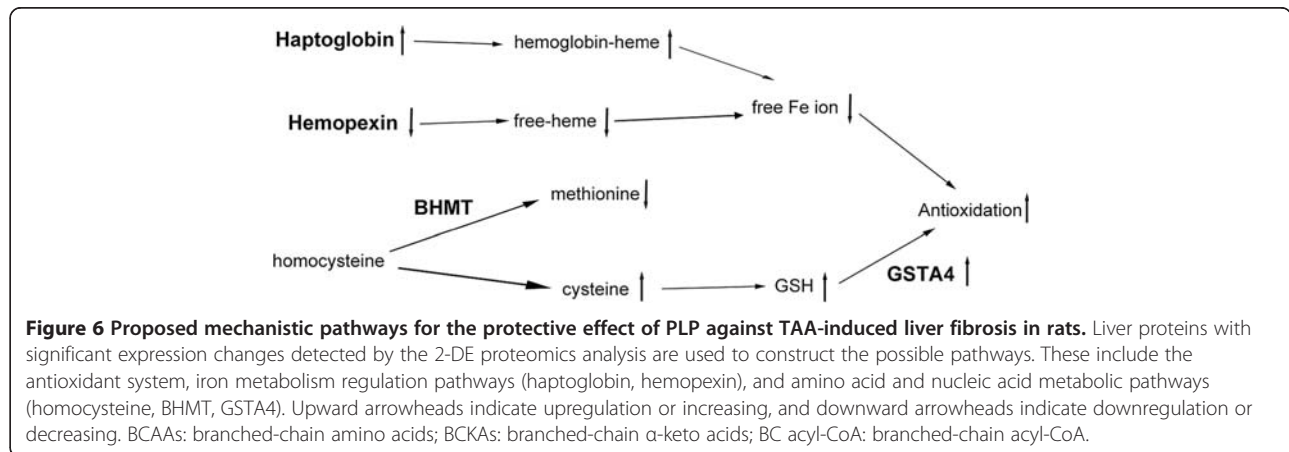 Haptoglobin hemoglobin-heme
free Fe ion
Hemopexin free-heme
methionine
BHMT
Antioxidation
homocysteine
GSTA4
cysteine GSH
Figure 6 Proposed mechanistic pathways for the protective effect of PLP against TAA-induced liver fibrosis in rats. Liver proteins with
significant expression changes detected by the 2-DE proteomics analysis are used to construct the possible pathways. These include the
antioxidant system, iron metabolism regulation pathways (haptoglobin, hemopexin), and amino acid and nucleic acid metabolic pathways
(homocysteine, BHMT, GSTA4). Upward arrowheads indicate upregulation or increasing, and downward arrowheads indicate downregulation or
decreasing. BCAAs: branched-chain amino acids; BCKAs: branched-chain α-keto acids; BC acyl-CoA: branched-chain acyl-CoA.